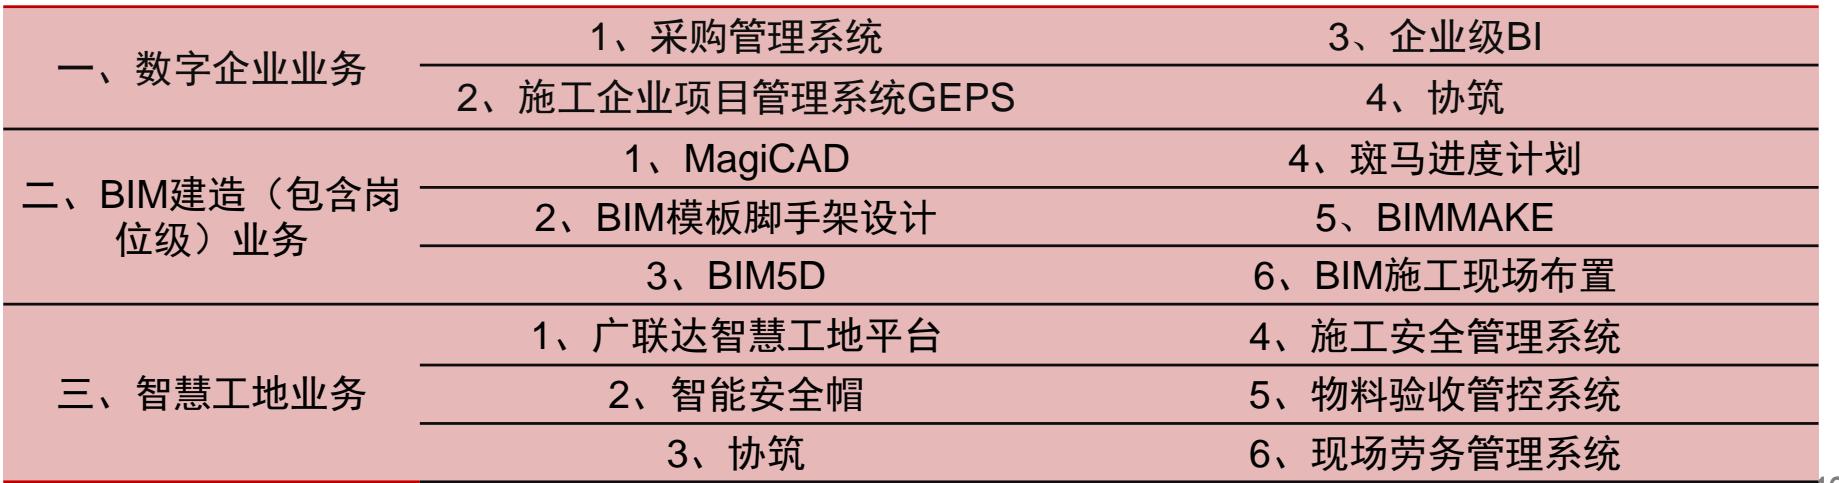 一、数字企业业务
1、采购管理系统
3、企业级BI
2、施工企业项目管理系统GEPS
4、协筑
二、BIM建造（包含岗
位级）业务
1、MagiCAD
4、斑马进度计划
2、BIM模板脚手架设计
5、BIMMAKE
3、BIM5D
6、BIM施工现场布置
三、智慧工地业务
1、广联达智慧工地平台
4、施工安全管理系统
2、智能安全帽
5、物料验收管控系统
3、协筑
6、现场劳务管理系统